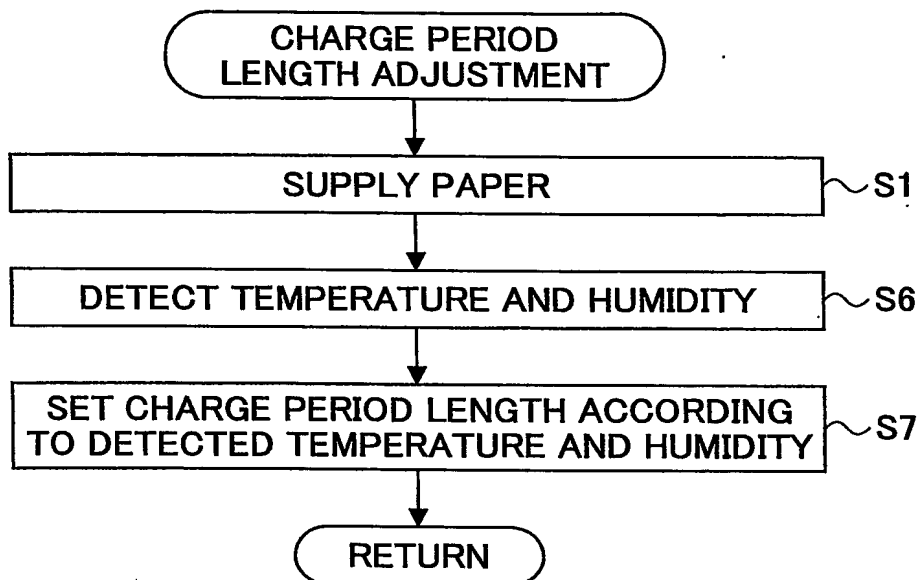 CHARGE PERIOD
LENGTH ADJUSTMENT
SUPPLY PAPER
S1
DETECT TEMPERATURE AND HUMIDITY
S6
SET CHARGE PERIOD LENGTH ACCORDING
TO DETECTED TEMPERATURE AND HUMIDITY
S7
RETURN